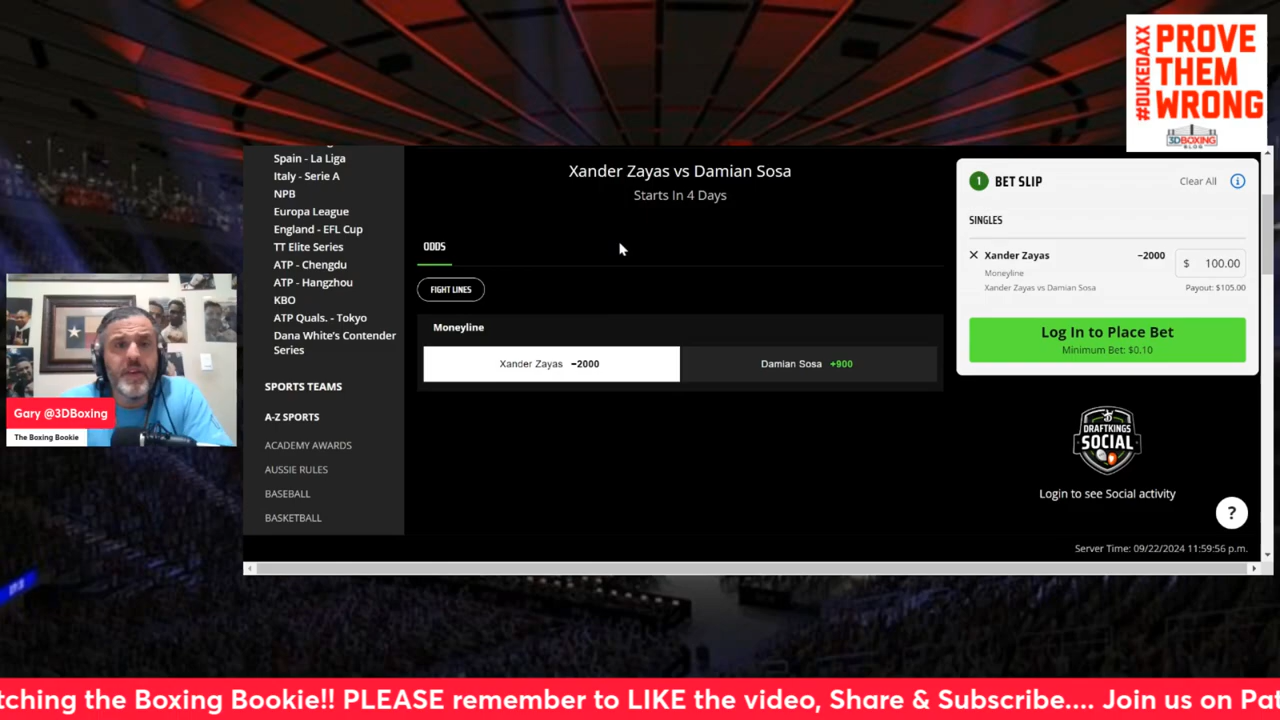 #DUKEDAXX
PROVE
THEM
WRONG
3DBOXING
BLOG
Spain - La Liga
Italy - Serie A
NPB
Europa League
England - EFL Cup
TT Elite Series
ATP - Chengdu
ATP - Hangzhou
KBO
ATP Quals. - Tokyo
Dana White's Contender
Series
SPORTS TEAMS
A-Z SPORTS
ACADEMY AWARDS
AUSSIE RULES
BASEBALL
BASKETBALL
Xander Zayas vs Damian Sosa
Starts In 4 Days
ODDS
FIGHT LINES
Moneyline
Xander Zayas −2000
Damian Sosa +900
1 BET SLIP Clear All
SINGLES
Xander Zayas −2000 $ 100.00
Moneyline
Xander Zayas vs Damian Sosa Payout: $105.00
Log In to Place Bet
Minimum Bet: $0.10
DRAFTKINGS
SOCIAL
Login to see Social activity
?
Server Time: 09/22/2024 11:59:56 p.m.
Gary @3DBoxing
The Boxing Bookie
tching the Boxing Bookie!! PLEASE remember to LIKE the video, Share & Subscribe.... Join us on Pat